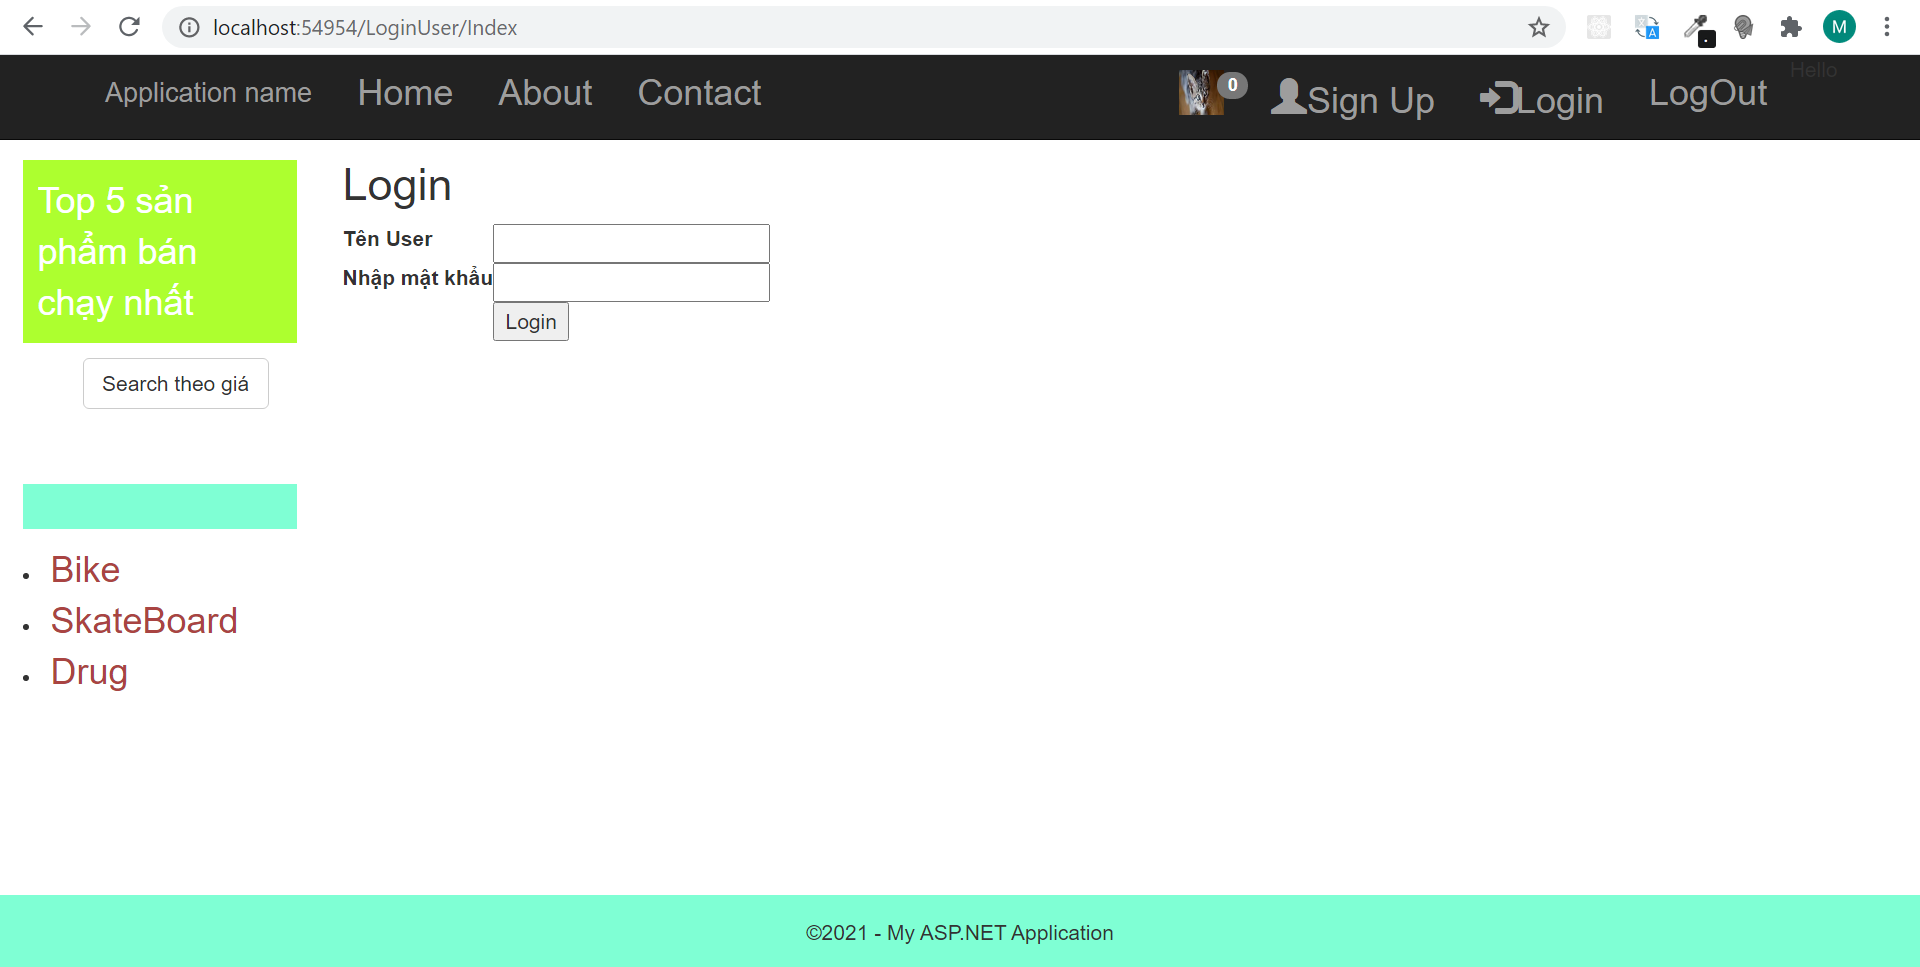 localhost:54954/LoginUser/Index
M
Application name Home About Contact 0 Sign Up Login LogOut Hello
Top 5 sản
phẩm bán
chạy nhất
Search theo giá
Bike
SkateBoard
Drug
Login
Tên User
Nhập mật khẩu
Login
©2021 - My ASP.NET Application